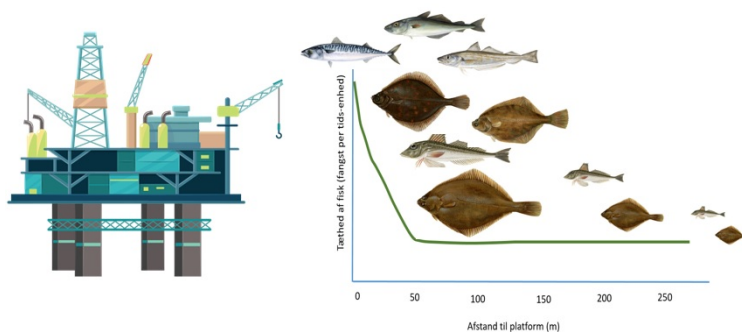 Tæthed af fisk (fangst per tids-enhed)
0 50 100 150 200 250
Afstand til platform (m)